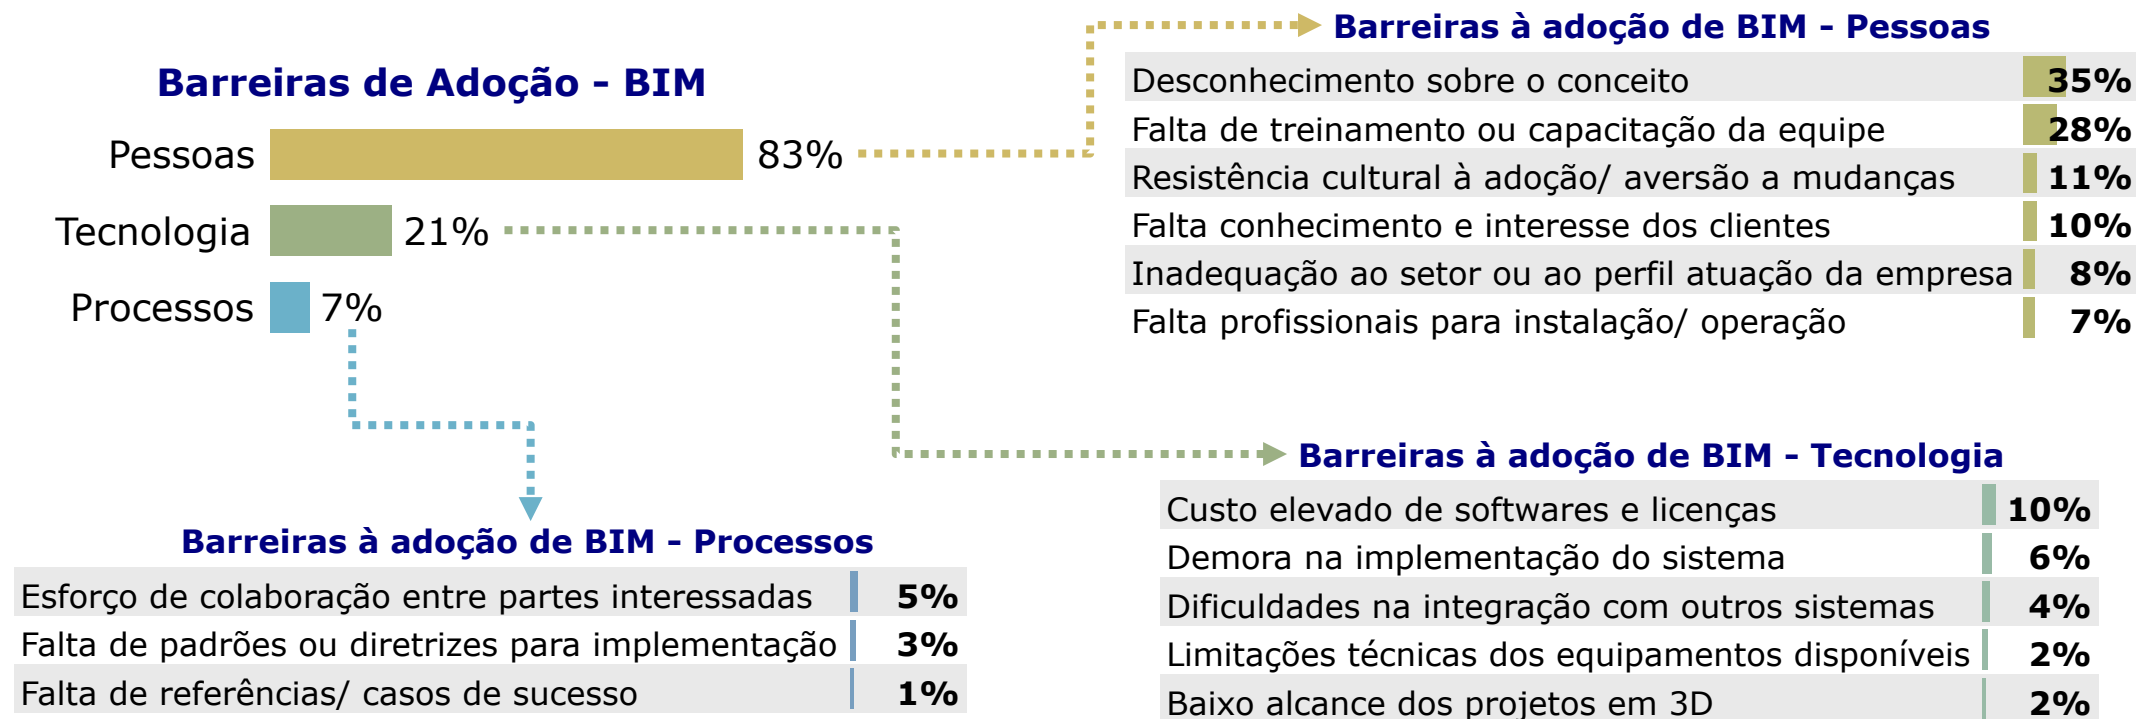 Barreiras de Adoção - BIM
Pessoas 83%
Tecnologia 21%
Processos 7%
Barreiras à adoção de BIM - Pessoas
Desconhecimento sobre o conceito 35%
Falta de treinamento ou capacitação da equipe 28%
Resistência cultural à adoção/ aversão a mudanças 11%
Falta conhecimento e interesse dos clientes 10%
Inadequação ao setor ou ao perfil atuação da empresa 8%
Falta profissionais para instalação/ operação 7%
Barreiras à adoção de BIM - Tecnologia
Custo elevado de softwares e licenças 10%
Demora na implementação do sistema 6%
Dificuldades na integração com outros sistemas 4%
Limitações técnicas dos equipamentos disponíveis 2%
Baixo alcance dos projetos em 3D 2%
Barreiras à adoção de BIM - Processos
Esforço de colaboração entre partes interessadas 5%
Falta de padrões ou diretrizes para implementação 3%
Falta de referências/ casos de sucesso 1%